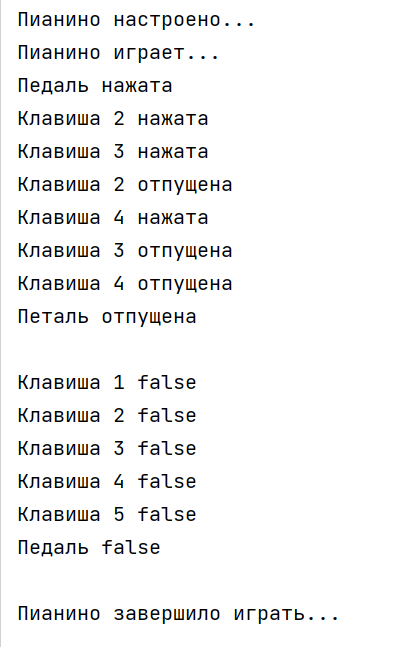 Пианино настроено...
Пианино играет...
Педаль нажата
Клавиша 2 нажата
Клавиша 3 нажата
Клавиша 2 отпущена
Клавиша 4 нажата
Клавиша 3 отпущена
Клавиша 4 отпущена
Петаль отпущена
Клавиша 1 false
Клавиша 2 false
Клавиша 3 false
Клавиша 4 false
Клавиша 5 false
Педаль false
Пианино завершило играть...